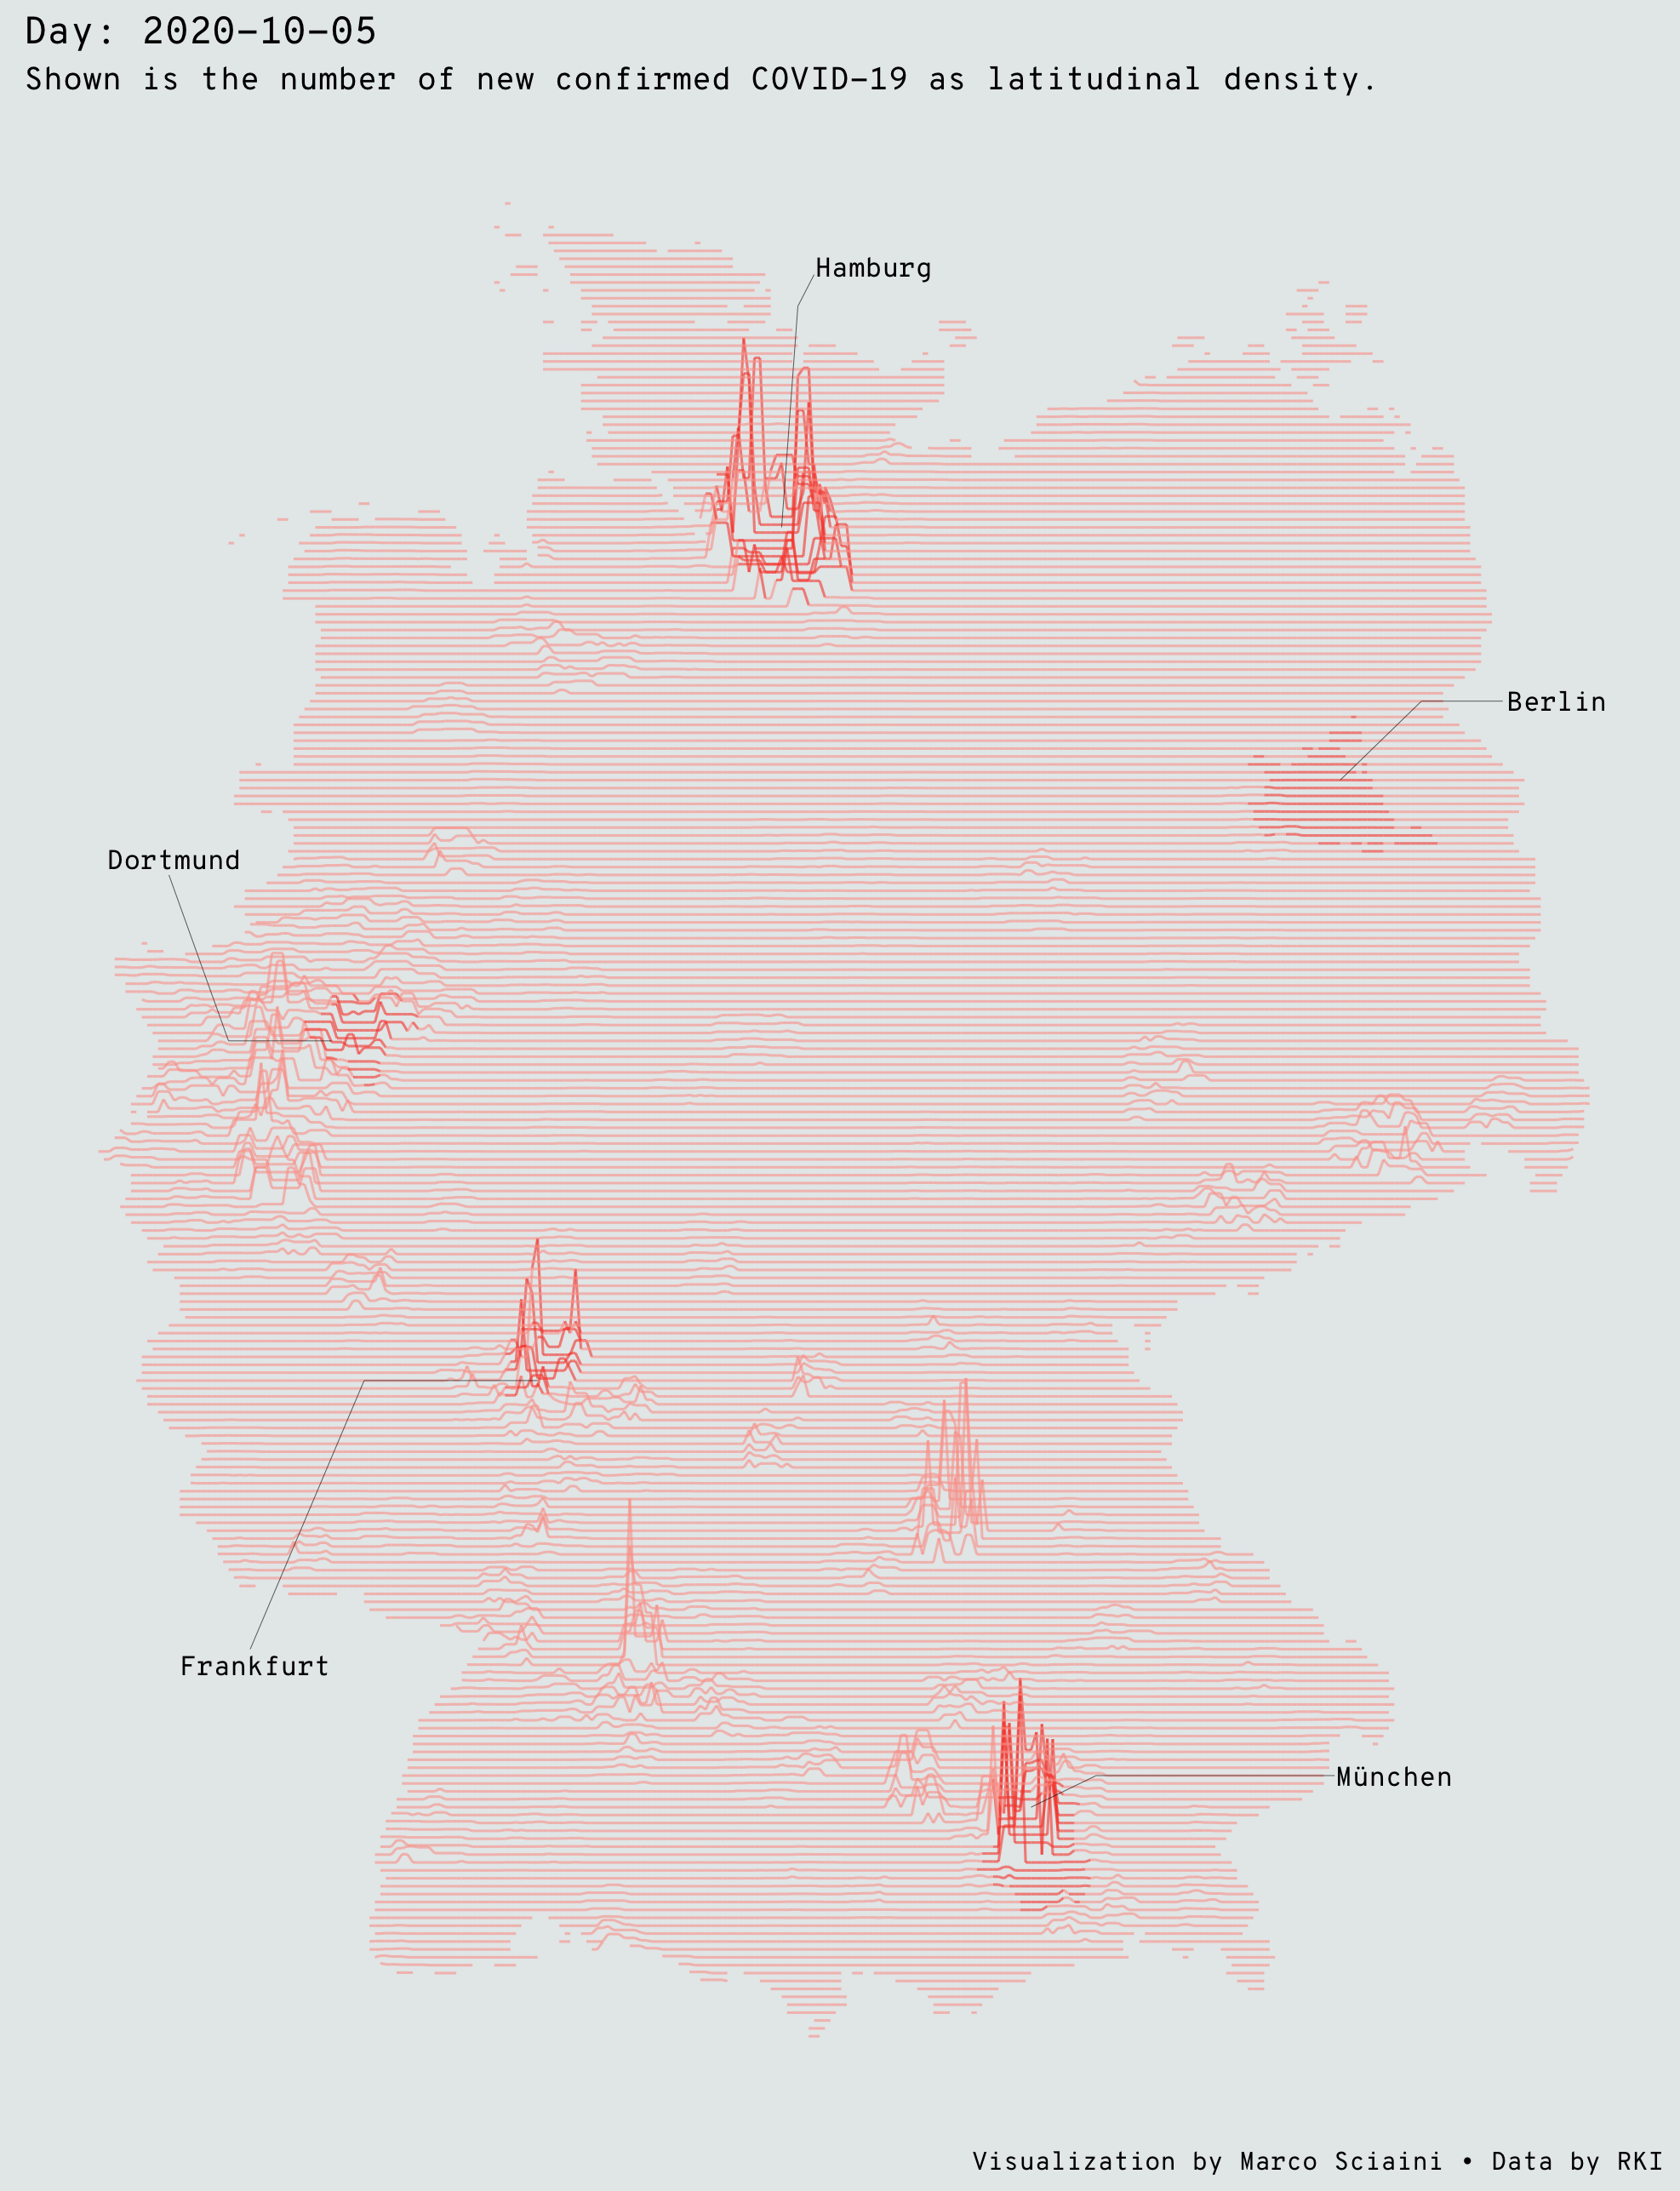 Day: 2020-10-05
Shown is the number of new confirmed COVID-19 as latitudinal density.
Hamburg
Berlin
Dortmund
Frankfurt
München
Visualization by Marco Sciaini • Data by RKI